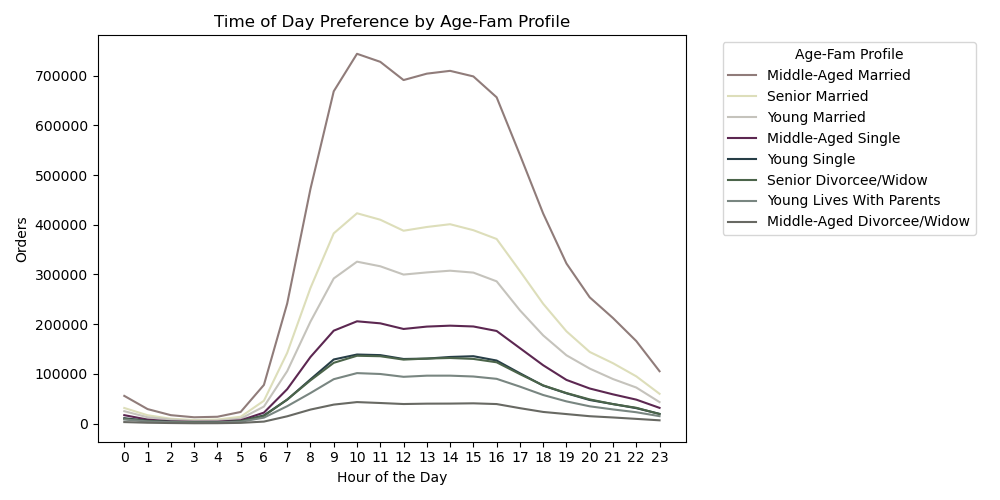 Time of Day Preference by Age-Fam Profile
Orders
700000
600000
500000
400000
300000
200000
100000
0
0 1 2 3 4 5 6 7 8 9 10 11 12 13 14 15 16 17 18 19 20 21 22 23
Hour of the Day
Age-Fam Profile
Middle-Aged Married
Senior Married
Young Married
Middle-Aged Single
Young Single
Senior Divorcee/Widow
Young Lives With Parents
Middle-Aged Divorcee/Widow